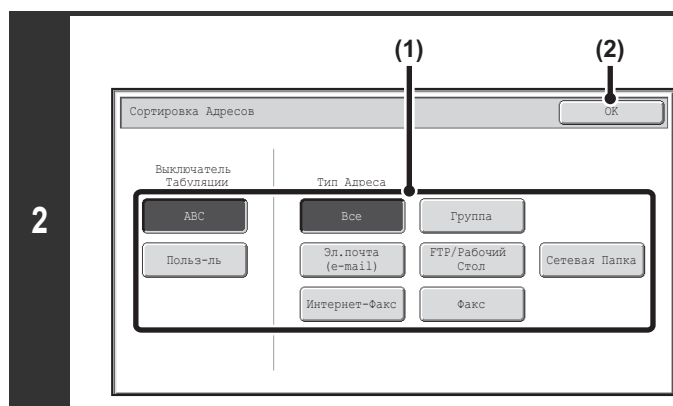 (1)
(2)
Сортировка Адресов
OK
Выключатель
Табуляции
Тип Адреса
ABC
Все
Группа
2
Польз-ль
Эл.почта
(e-mail)
FTP/Рабочий
Стол
Сетевая Папка
Интернет-Факс
Факс